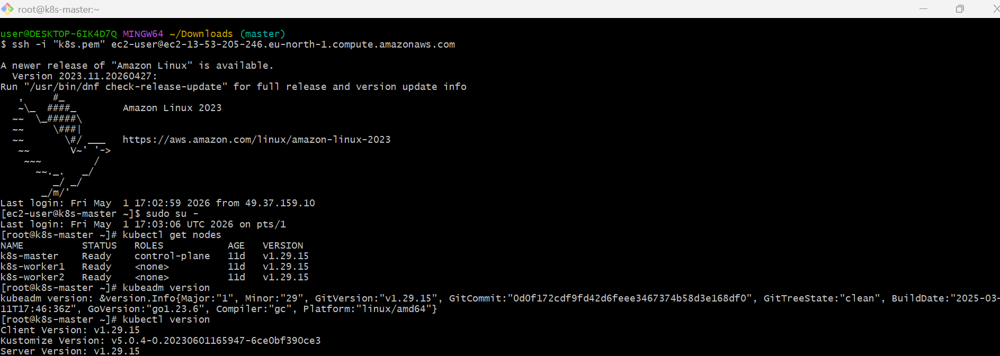 root@k8s-master:~
user@DESKTOP-6IK4D7Q MINGW64 ~/Downloads (master)
$ ssh -i "k8s.pem" ec2-user@ec2-13-53-205-246.eu-north-1.compute.amazonaws.com
A newer release of "Amazon Linux" is available.
  Version 2023.11.20260427:
Run "/usr/bin/dnf check-release-update" for full release and version update info
   ,     #_
   ~\_  ####_        Amazon Linux 2023
  ~~  \_#####\
  ~~     \###|
  ~~       \#/ ___   https://aws.amazon.com/linux/amazon-linux-2023
   ~~       V~' '->
    ~~~         /
      ~~._.   _/
         _/ _/
       _/m/'
Last login: Fri May  1 17:02:59 2026 from 49.37.159.10
[ec2-user@k8s-master ~]$ sudo su -
Last login: Fri May  1 17:03:06 UTC 2026 on pts/1
[root@k8s-master ~]# kubectl get nodes
NAME          STATUS   ROLES           AGE   VERSION
k8s-master    Ready    control-plane   11d   v1.29.15
k8s-worker1   Ready    <none>          11d   v1.29.15
k8s-worker2   Ready    <none>          11d   v1.29.15
[root@k8s-master ~]# kubeadm version
kubeadm version: &version.Info{Major:"1", Minor:"29", GitVersion:"v1.29.15", GitCommit:"0d0f172cdf9fd42d6feee3467374b58d3e168df0", GitTreeState:"clean", BuildDate:"2025-03-
11T17:46:36Z", GoVersion:"go1.23.6", Compiler:"gc", Platform:"linux/amd64"}
[root@k8s-master ~]# kubectl version
Client Version: v1.29.15
Kustomize Version: v5.0.4-0.20230601165947-6ce0bf390ce3
Server Version: v1.29.15